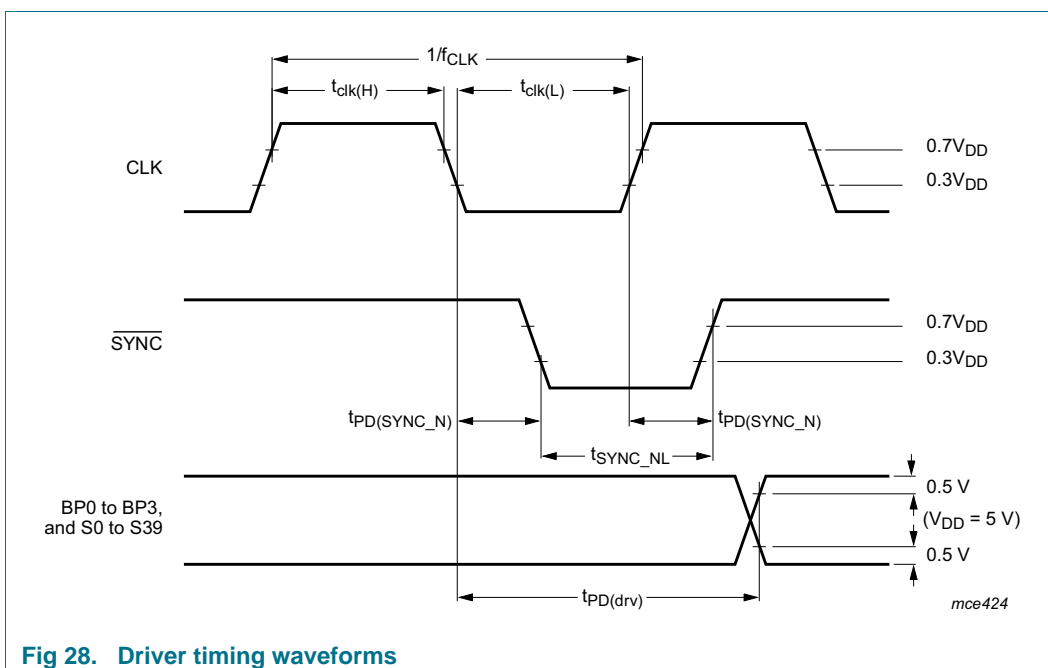 1/fCLK
tclk(H) tclk(L)
CLK
0.7VDD
0.3VDD
SYNC
0.7VDD
0.3VDD
tPD(SYNC_N) tPD(SYNC_N)
tSYNC_NL
BP0 to BP3,
and S0 to S39
0.5 V
(VDD = 5 V)
0.5 V
tPD(drv)
mce424
Fig 28. Driver timing waveforms